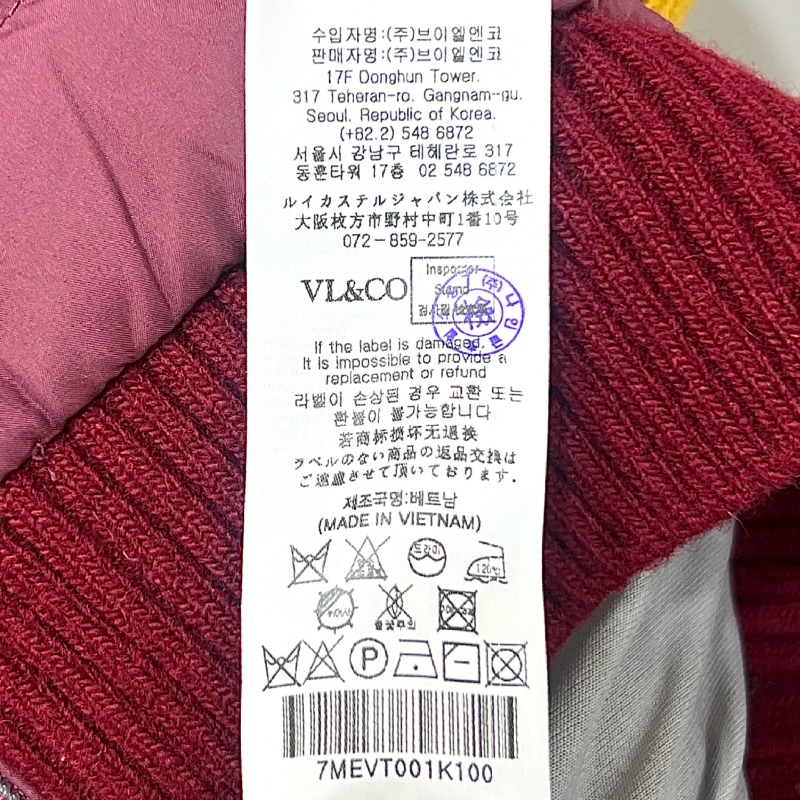 수입자명:(주)브이엘엔코
판매자명:(주)브이엘엔코
17F Donghun Tower.
317 Teheran-ro. Gangnam-gu.
Seoul. Republic of Korea.
(+82.2) 548 6872
서울시 강남구 테헤란로 317
동훈타워 17층 02 548 6872
ルイカステルジャパン株式会社
大阪枚方市野村中町1番10号
072-859-2577
VL&CO
Inspector
Stamp
檢
If the label is damaged.
It is impossible to provide a
replacement or refund
라벨이 손상된 경우 교환 또는
환불이 불가능합니다
若商标损坏无退换
ラベルのない商品の返品交換は
ご遠慮させて頂いております.
제조국명:베트남
(MADE IN VIETNAM)
드라이
120℃
P
7MEVT001K100